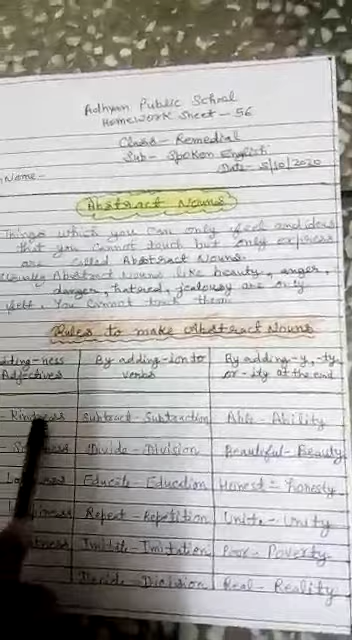 Adhyan Public School
Homework Sheet - 56
Class - Remedial
Sub - Spoken English
Name - Date - 5/10/2020
Abstract Nouns
Things which you can only feel and ideas
that you cannot touch but only express
are called Abstract Nouns.
Usually Abstract Nouns like beauty, anger,
danger, hatred, jealousy are only
felt. You cannot touch them.
Rules to make Abstract Nouns
adding -ness By adding -ion to By adding -y, -ty,
Adjectives verbs or -ity at the end
- Kindness Subtract - Subtraction Able - Ability
Divide - Division Beautiful - Beauty
Educate - Education Honest = honesty
Repeat - Repetition Unite - Unity
Imitate - Imitation Poor - Poverty
Decide - Dicision Real - Reality